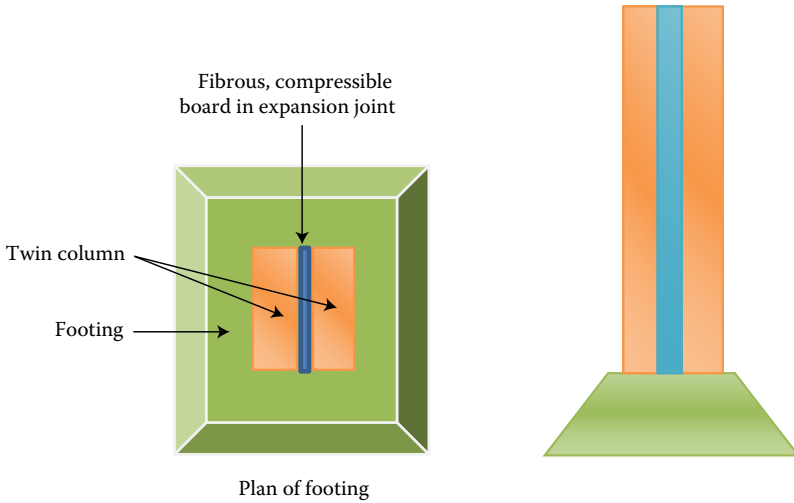 Fibrous, compressible
board in expansion joint
Twin column
Footing
Plan of footing